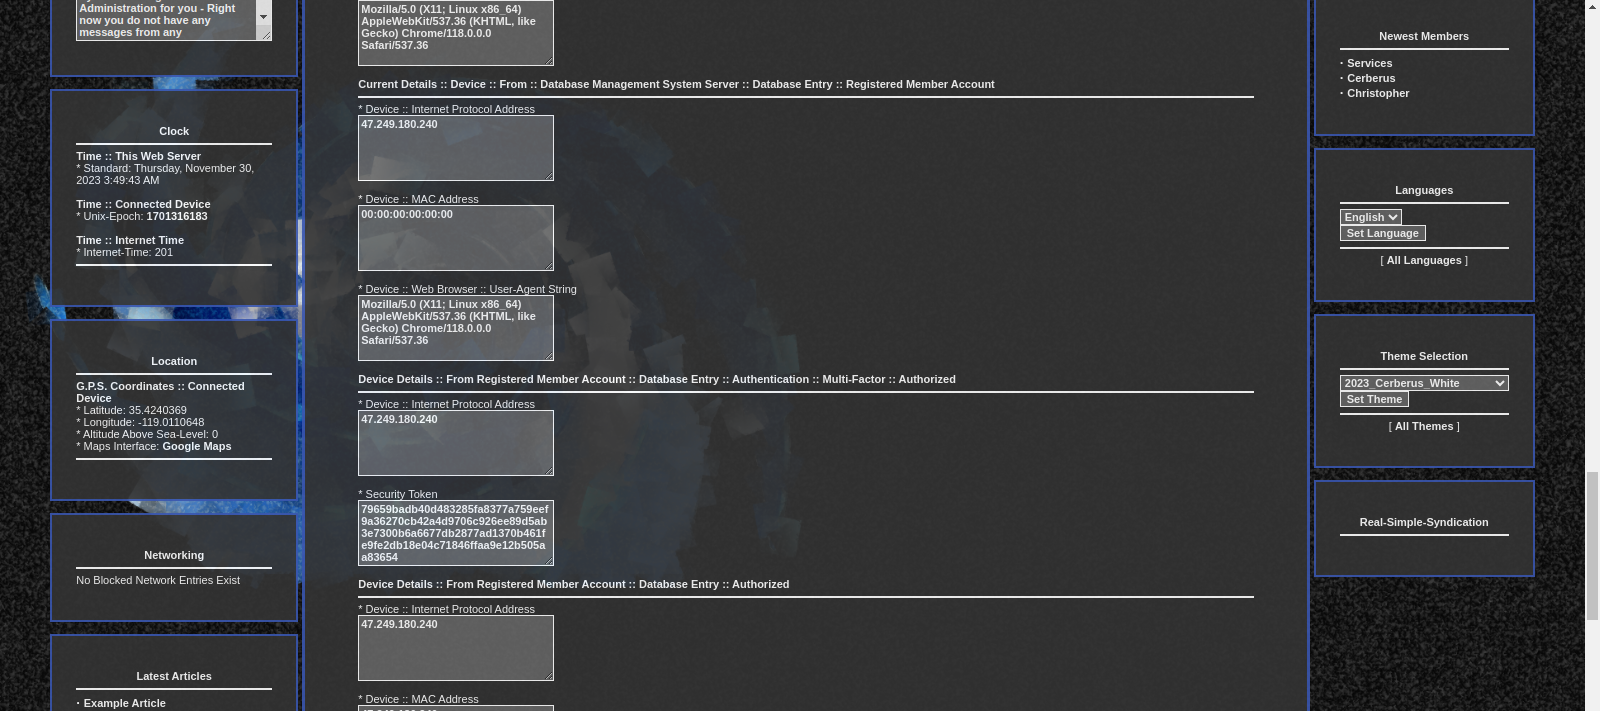 Administration for you - Right
now you do not have any
messages from any
Clock
Time :: This Web Server
* Standard: Thursday, November 30,
2023 3:49:43 AM
Time :: Connected Device
* Unix-Epoch: 1701316183
Time :: Internet Time
* Internet-Time: 201
Location
G.P.S. Coordinates :: Connected
Device
* Latitude: 35.4240369
* Longitude: -119.0110648
* Altitude Above Sea-Level: 0
* Maps Interface: Google Maps
Networking
No Blocked Network Entries Exist
Latest Articles
· Example Article
Mozilla/5.0 (X11; Linux x86_64)
AppleWebKit/537.36 (KHTML, like
Gecko) Chrome/118.0.0.0
Safari/537.36
Current Details :: Device :: From :: Database Management System Server :: Database Entry :: Registered Member Account
* Device :: Internet Protocol Address
47.249.180.240
* Device :: MAC Address
00:00:00:00:00:00
* Device :: Web Browser :: User-Agent String
Mozilla/5.0 (X11; Linux x86_64)
AppleWebKit/537.36 (KHTML, like
Gecko) Chrome/118.0.0.0
Safari/537.36
Device Details :: From Registered Member Account :: Database Entry :: Authentication :: Multi-Factor :: Authorized
* Device :: Internet Protocol Address
47.249.180.240
* Security Token
79659badb40d483285fa8377a759eef
9a36270cb42a4d9706c926ee89d5ab
3e7300b6a6677db2877ad1370b461f
e9fe2db18e04c71846ffaa9e12b505a
a83654
Device Details :: From Registered Member Account :: Database Entry :: Authorized
* Device :: Internet Protocol Address
47.249.180.240
* Device :: MAC Address
Newest Members
· Services
· Cerberus
· Christopher
Languages
English
Set Language
[ All Languages ]
Theme Selection
2023_Cerberus_White
Set Theme
[ All Themes ]
Real-Simple-Syndication